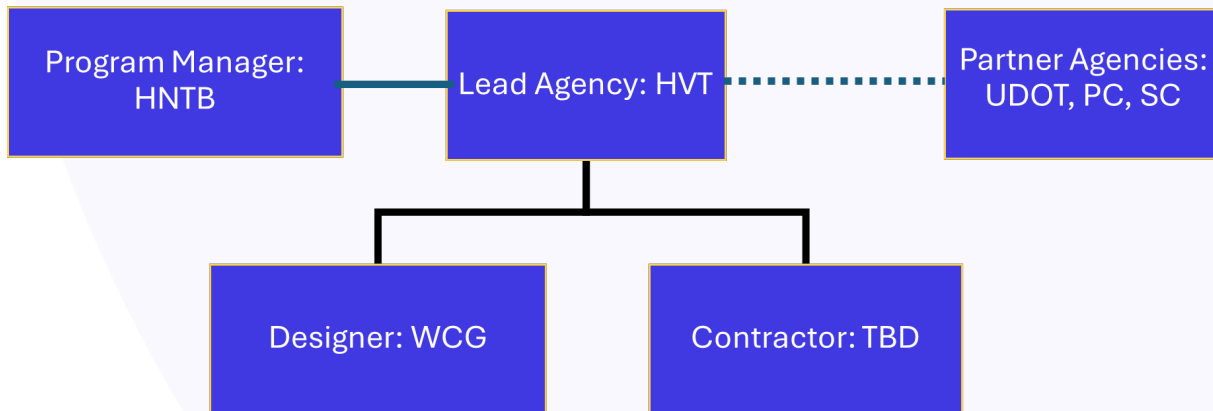 Program Manager:
HNTB
Lead Agency: HVT
Partner Agencies:
UDOT, PC, SC
Designer: WCG
Contractor: TBD